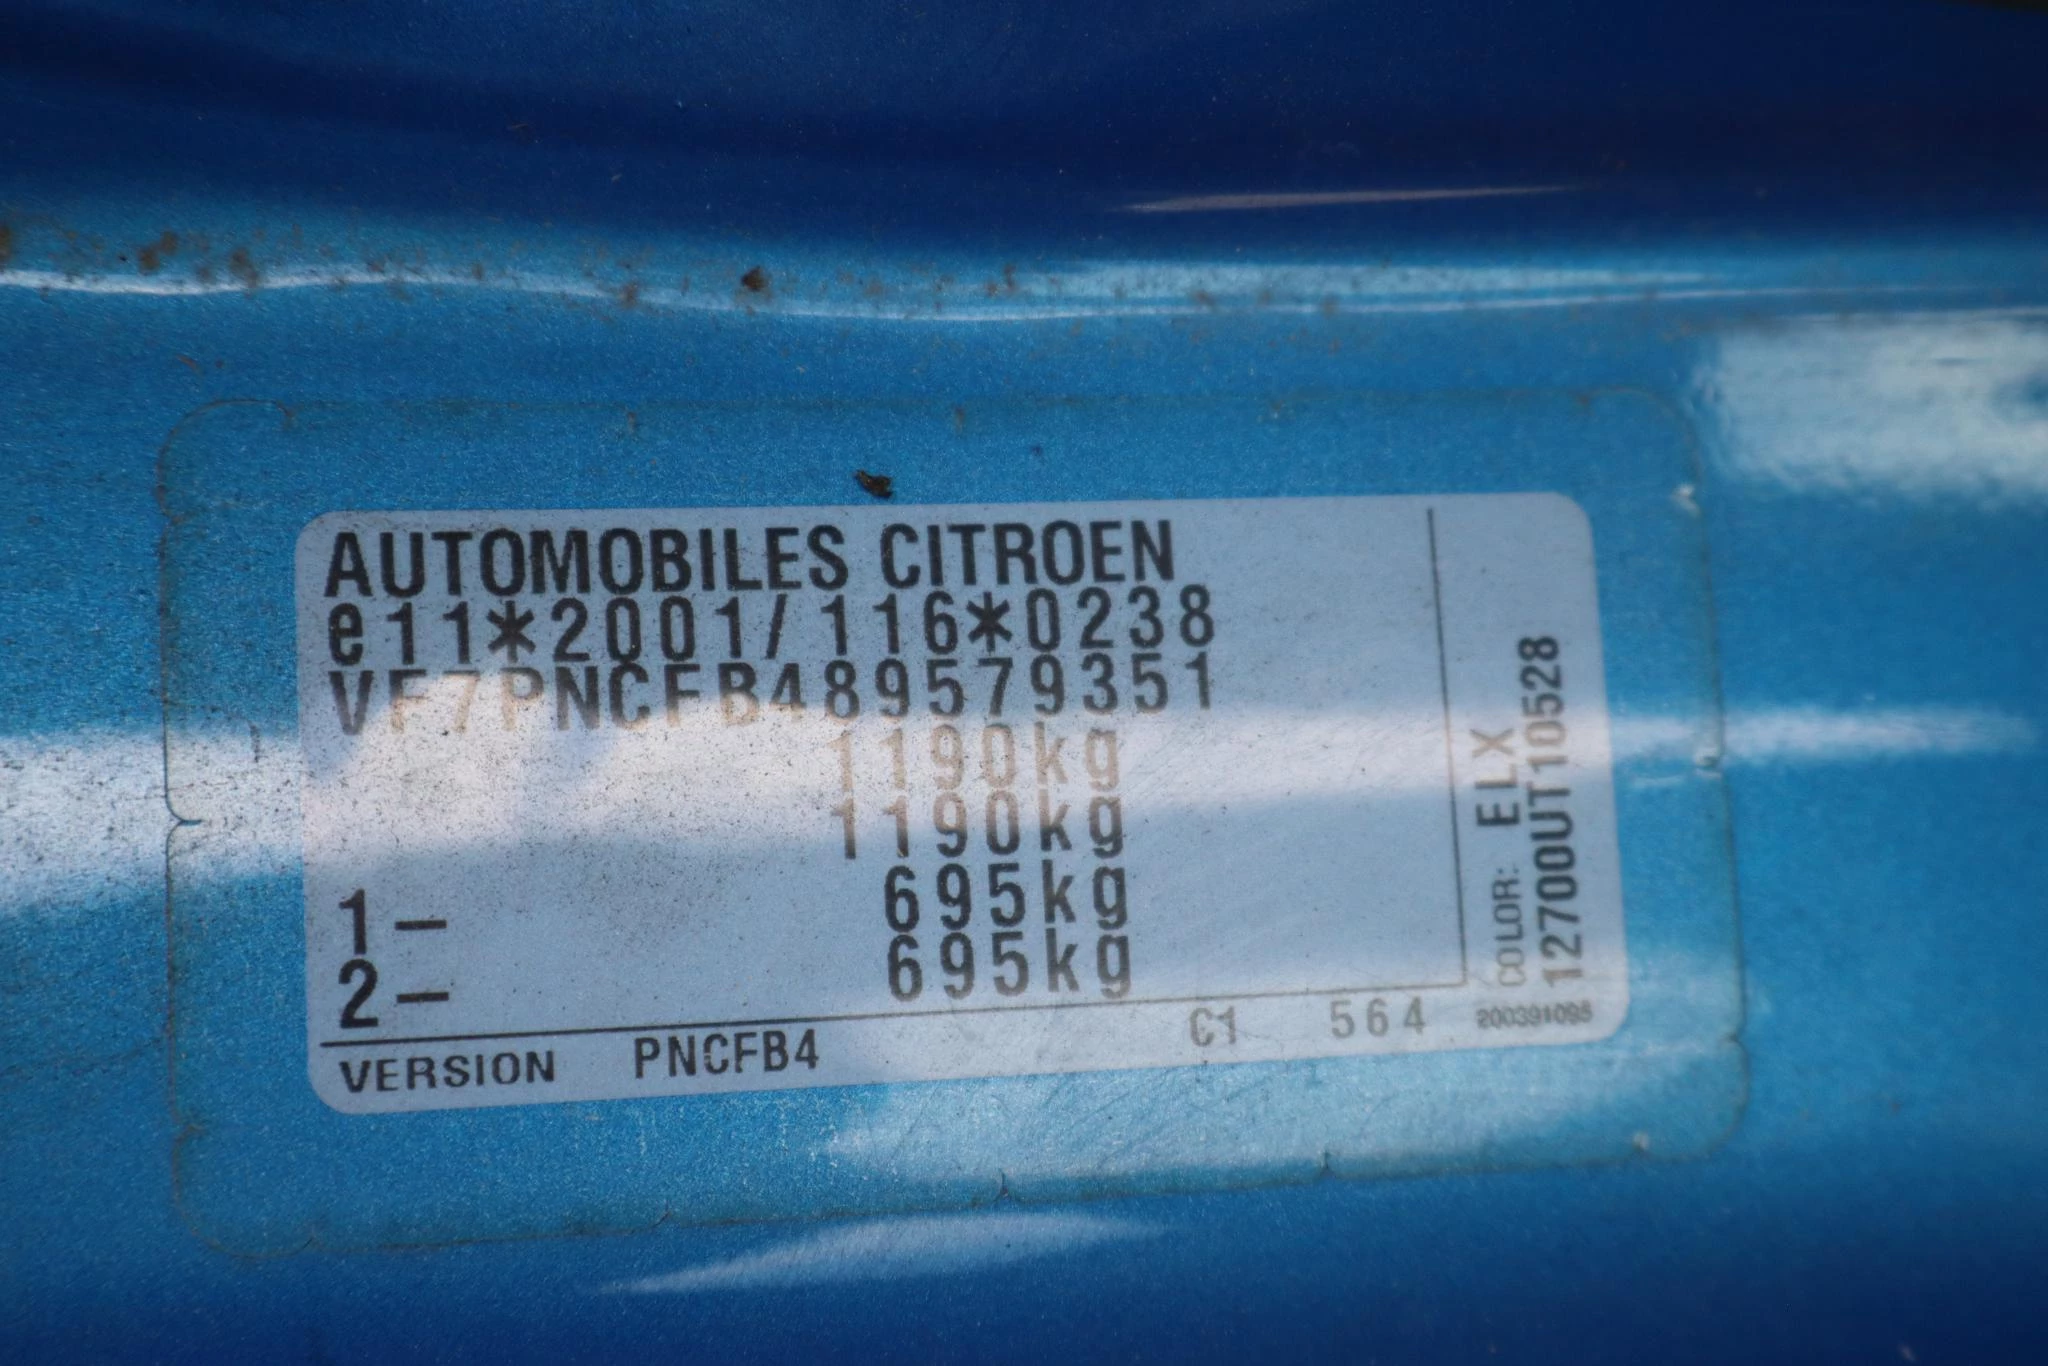 AUTOMOBILES CITROEN
e11*2001/116*0238
VF7PNCFB489579351
1190kg
1190kg
1- 695kg
2- 695kg
VERSION PNCFB4 C1 564
COLOR: ELX
12700UT10528
200391095